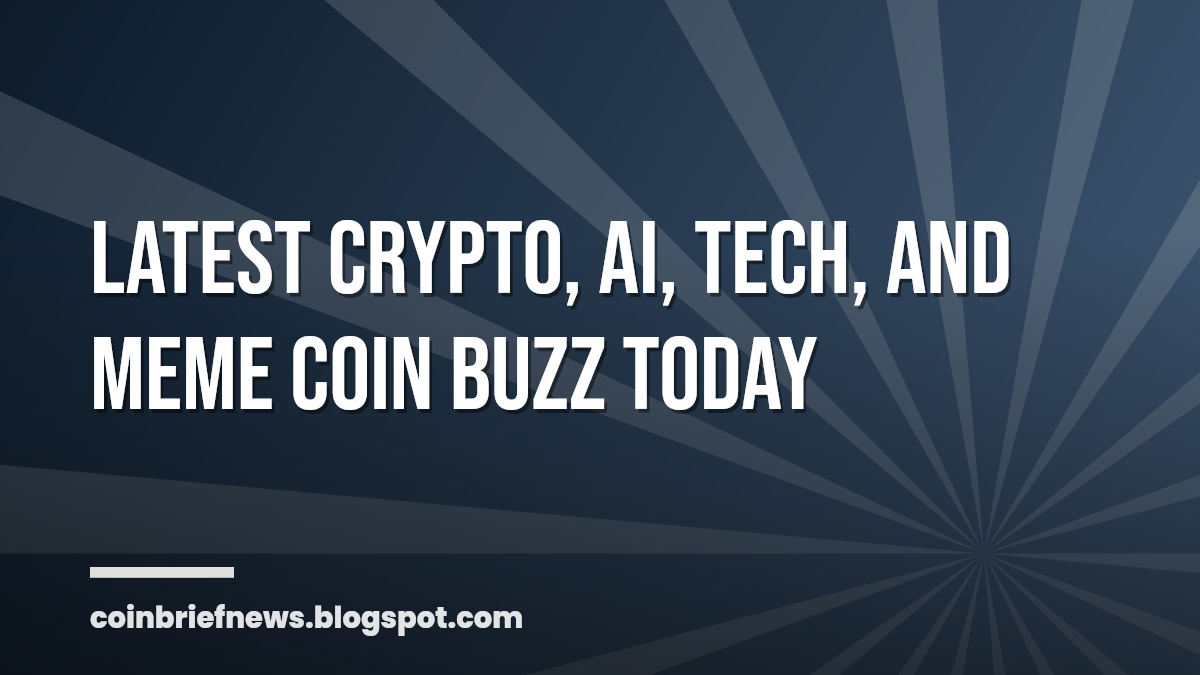 LATEST CRYPTO, AI, TECH, AND
MEME COIN BUZZ TODAY
coinbriefnews.blogspot.com